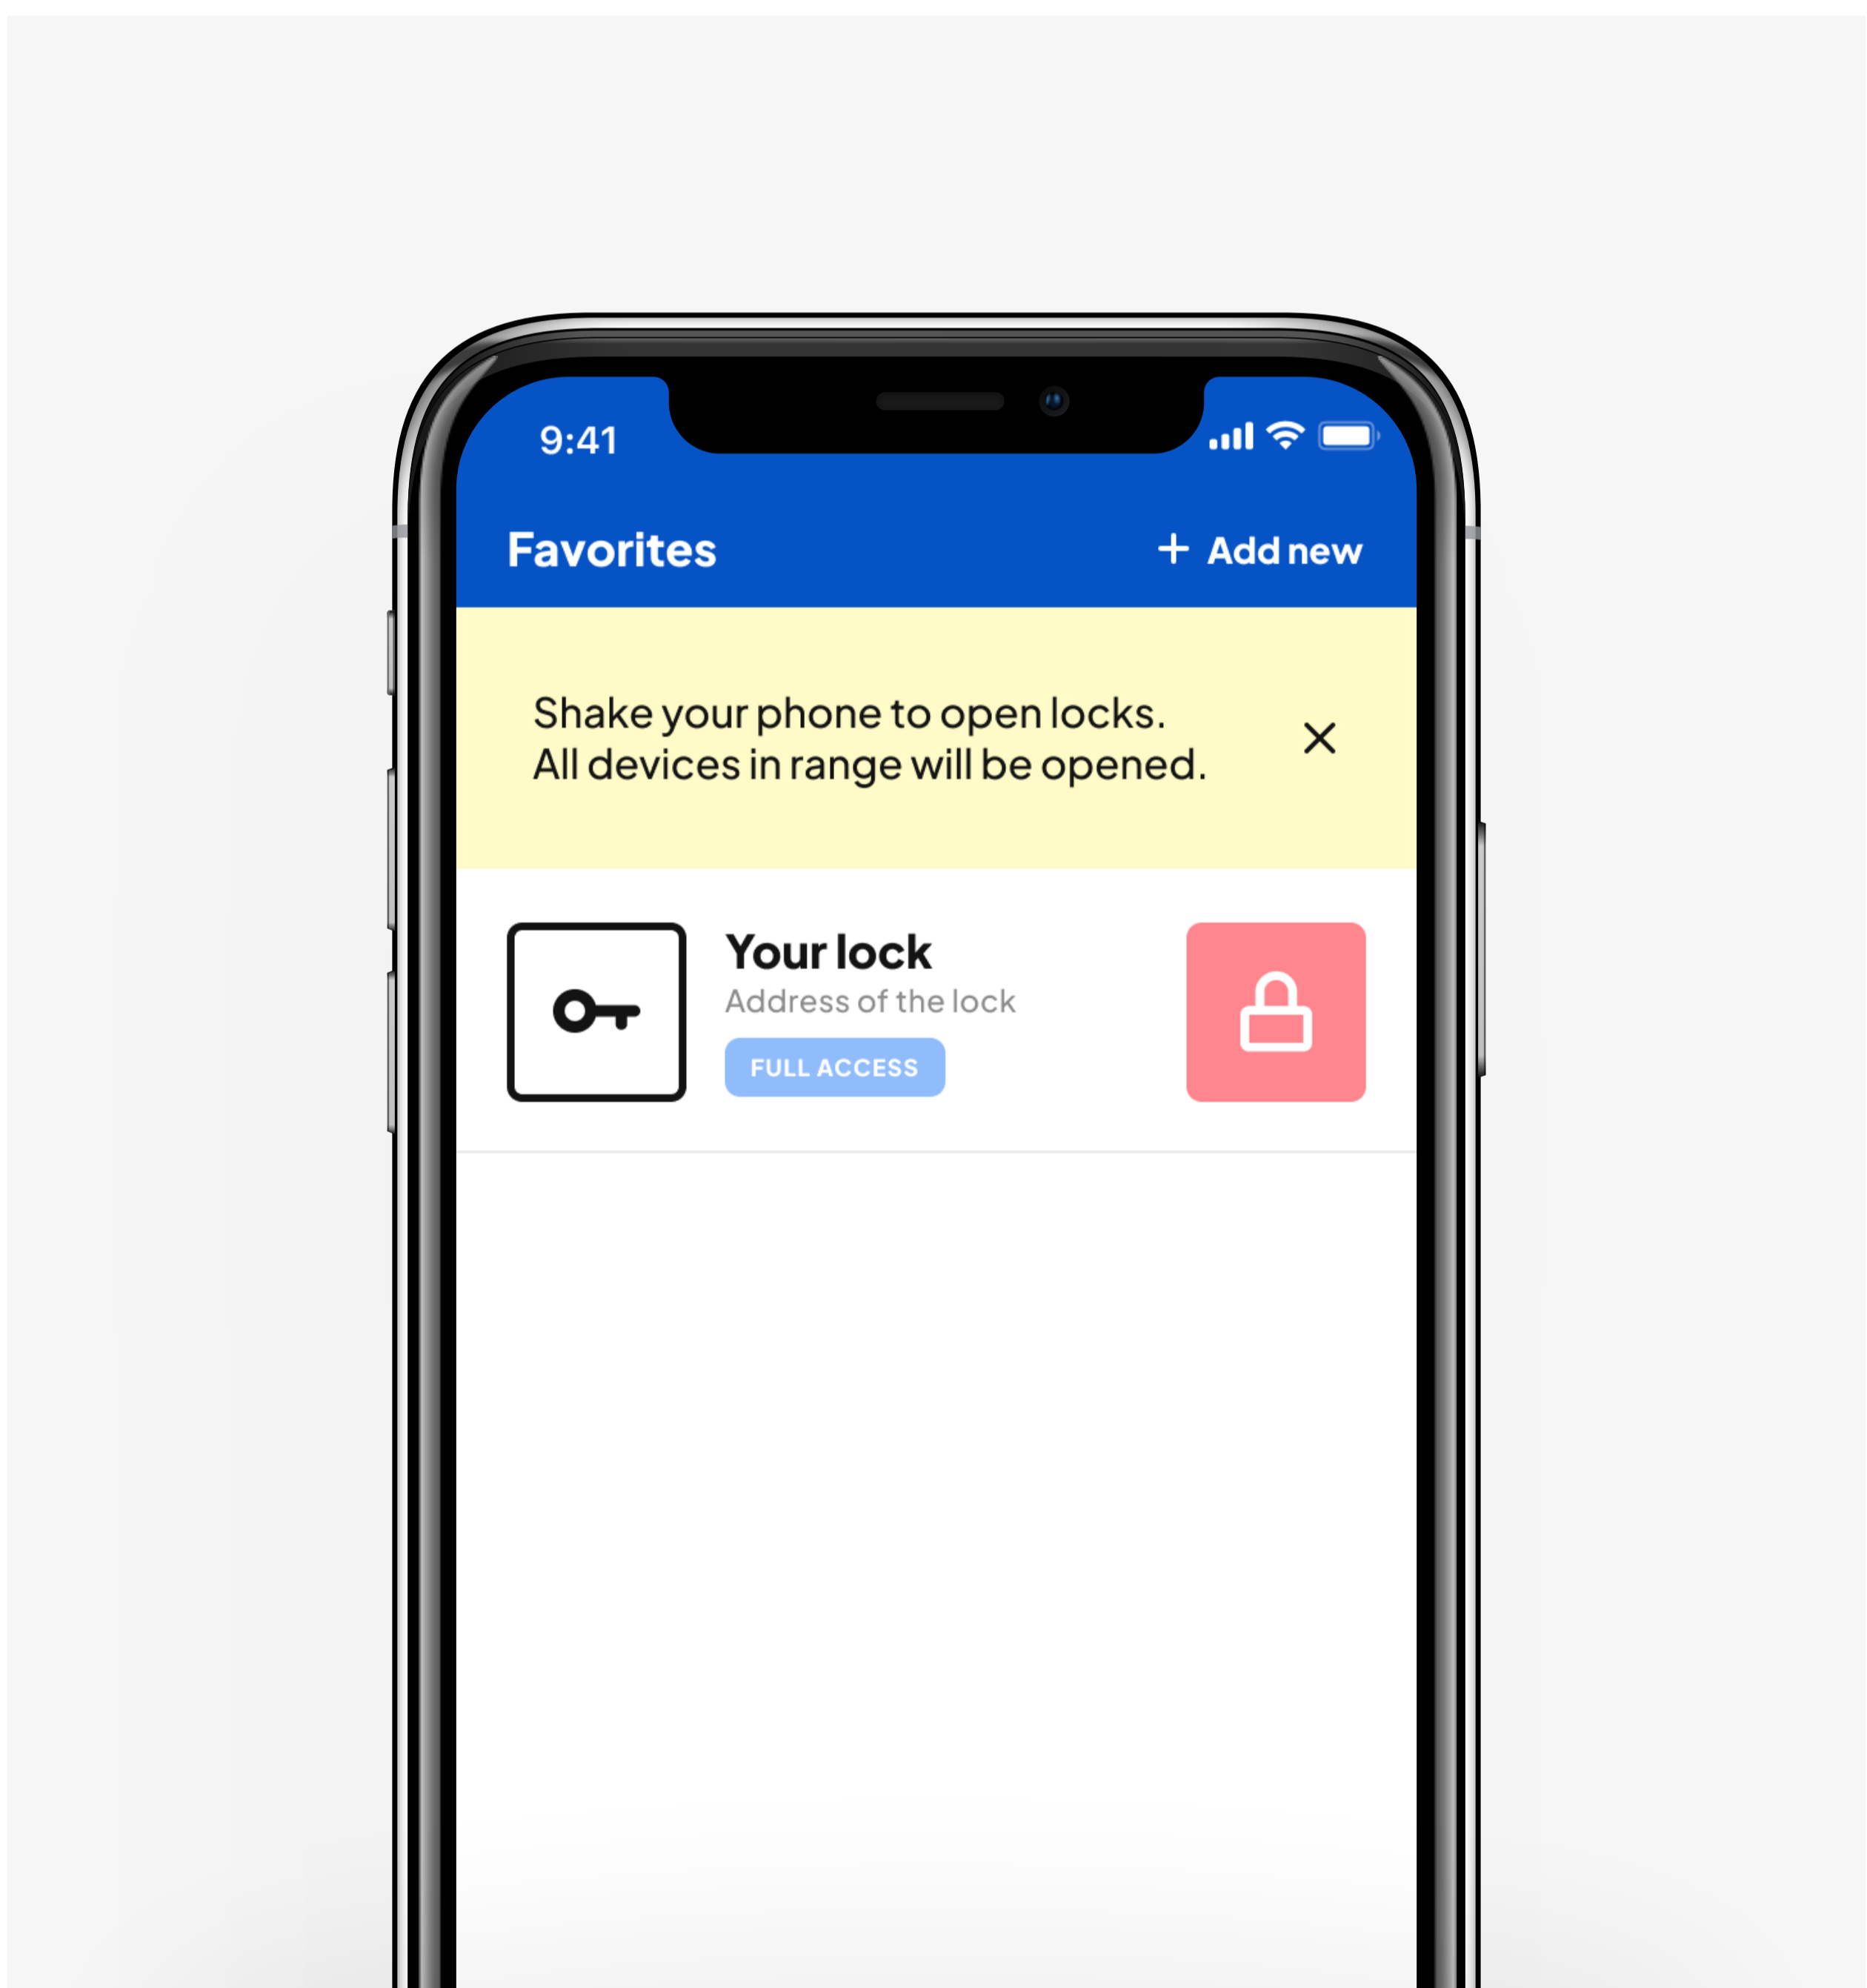 9:41
Favorites
+ Add new
Shake your phone to open locks.
All devices in range will be opened.
Your lock
Address of the lock
FULL ACCESS